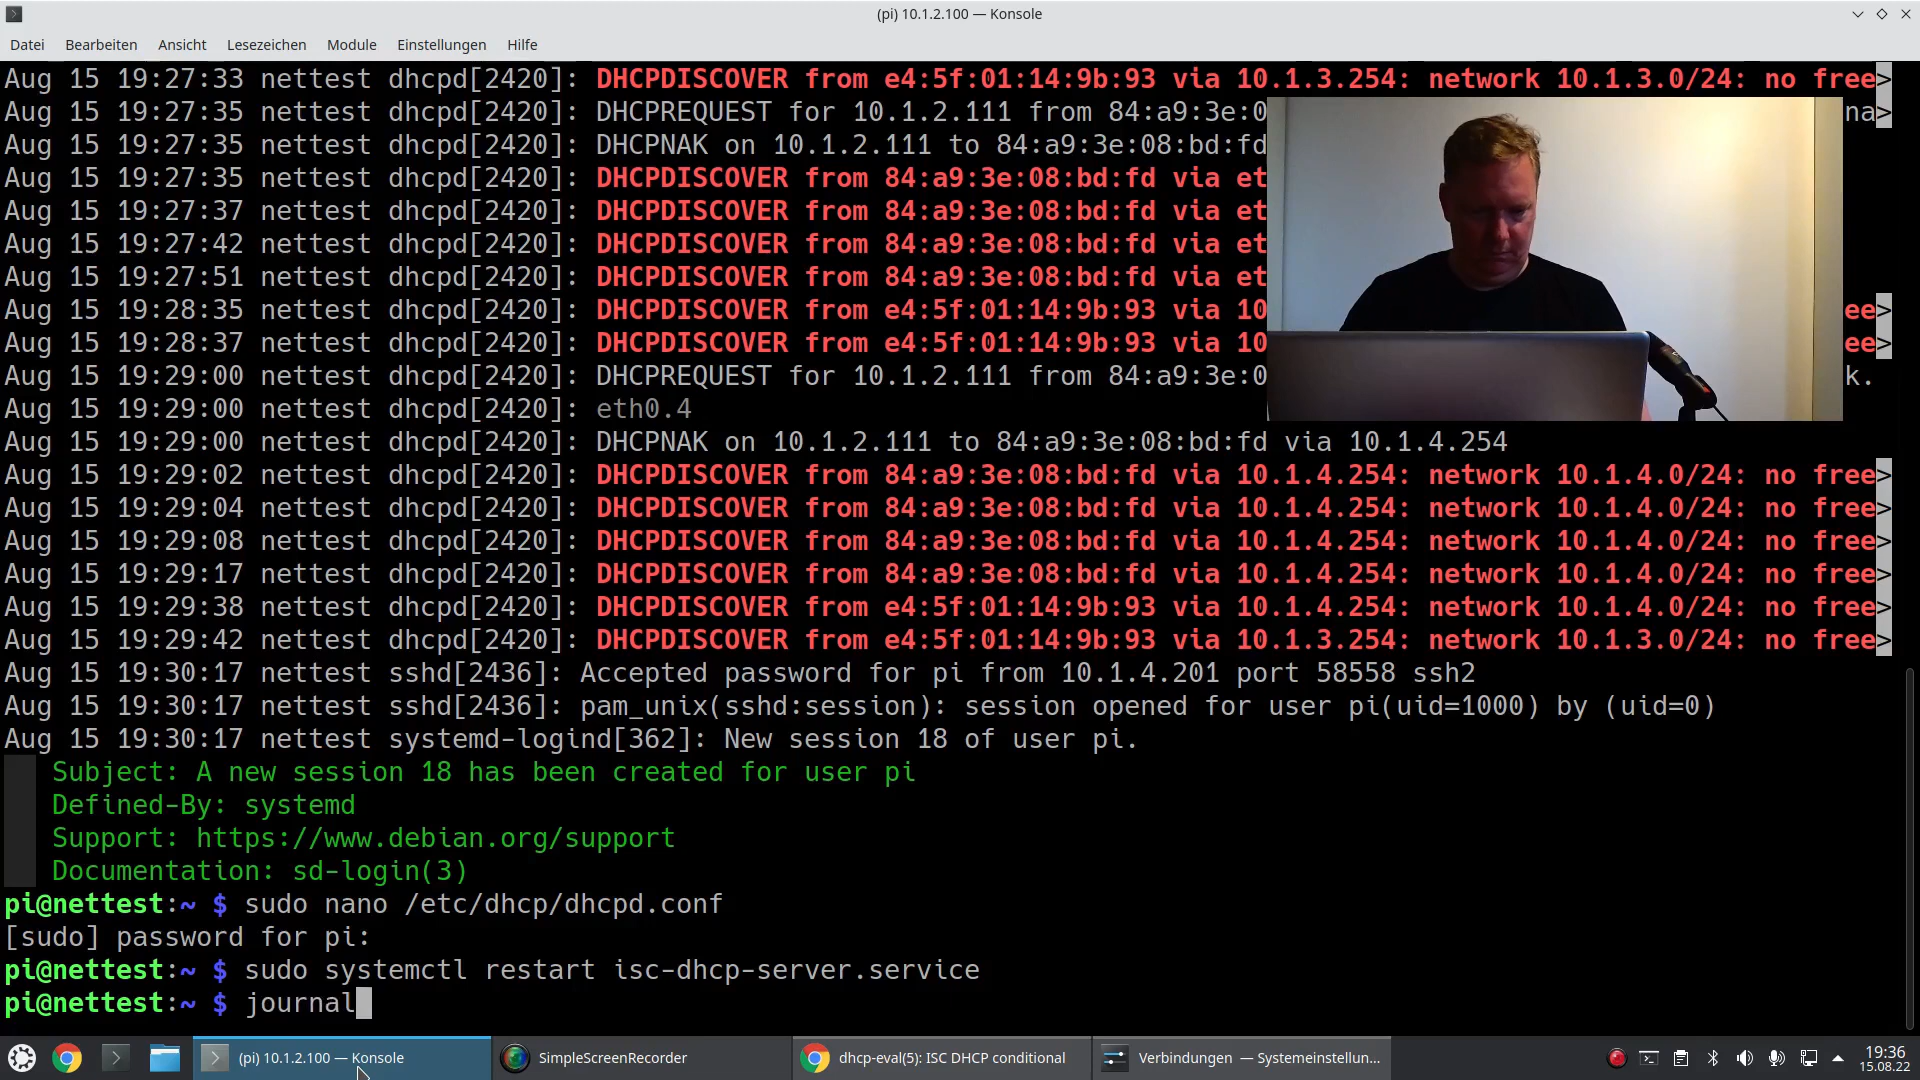 (pi) 10.1.2.100 — Konsole
Datei Bearbeiten Ansicht Lesezeichen Module Einstellungen Hilfe
Aug 15 19:27:33 nettest dhcpd[2420]: DHCPDISCOVER from e4:5f:01:14:9b:93 via 10.1.3.254: network 10.1.3.0/24: no free>
Aug 15 19:27:35 nettest dhcpd[2420]: DHCPREQUEST for 10.1.2.111 from 84:a9:3e:0 na>
Aug 15 19:27:35 nettest dhcpd[2420]: DHCPNAK on 10.1.2.111 to 84:a9:3e:08:bd:fd
Aug 15 19:27:35 nettest dhcpd[2420]: DHCPDISCOVER from 84:a9:3e:08:bd:fd via et
Aug 15 19:27:37 nettest dhcpd[2420]: DHCPDISCOVER from 84:a9:3e:08:bd:fd via et
Aug 15 19:27:42 nettest dhcpd[2420]: DHCPDISCOVER from 84:a9:3e:08:bd:fd via et
Aug 15 19:27:51 nettest dhcpd[2420]: DHCPDISCOVER from 84:a9:3e:08:bd:fd via et
Aug 15 19:28:35 nettest dhcpd[2420]: DHCPDISCOVER from e4:5f:01:14:9b:93 via 10 ee>
Aug 15 19:28:37 nettest dhcpd[2420]: DHCPDISCOVER from e4:5f:01:14:9b:93 via 10 ee>
Aug 15 19:29:00 nettest dhcpd[2420]: DHCPREQUEST for 10.1.2.111 from 84:a9:3e:0 k.
Aug 15 19:29:00 nettest dhcpd[2420]: eth0.4
Aug 15 19:29:00 nettest dhcpd[2420]: DHCPNAK on 10.1.2.111 to 84:a9:3e:08:bd:fd via 10.1.4.254
Aug 15 19:29:02 nettest dhcpd[2420]: DHCPDISCOVER from 84:a9:3e:08:bd:fd via 10.1.4.254: network 10.1.4.0/24: no free>
Aug 15 19:29:04 nettest dhcpd[2420]: DHCPDISCOVER from 84:a9:3e:08:bd:fd via 10.1.4.254: network 10.1.4.0/24: no free>
Aug 15 19:29:08 nettest dhcpd[2420]: DHCPDISCOVER from 84:a9:3e:08:bd:fd via 10.1.4.254: network 10.1.4.0/24: no free>
Aug 15 19:29:17 nettest dhcpd[2420]: DHCPDISCOVER from 84:a9:3e:08:bd:fd via 10.1.4.254: network 10.1.4.0/24: no free>
Aug 15 19:29:38 nettest dhcpd[2420]: DHCPDISCOVER from e4:5f:01:14:9b:93 via 10.1.4.254: network 10.1.4.0/24: no free>
Aug 15 19:29:42 nettest dhcpd[2420]: DHCPDISCOVER from e4:5f:01:14:9b:93 via 10.1.3.254: network 10.1.3.0/24: no free>
Aug 15 19:30:17 nettest sshd[2436]: Accepted password for pi from 10.1.4.201 port 58558 ssh2
Aug 15 19:30:17 nettest sshd[2436]: pam_unix(sshd:session): session opened for user pi(uid=1000) by (uid=0)
Aug 15 19:30:17 nettest systemd-logind[362]: New session 18 of user pi.
Subject: A new session 18 has been created for user pi
Defined-By: systemd
Support: https://www.debian.org/support
Documentation: sd-login(3)
pi@nettest:~ $ sudo nano /etc/dhcp/dhcpd.conf
[sudo] password for pi:
pi@nettest:~ $ sudo systemctl restart isc-dhcp-server.service
pi@nettest:~ $ journal
(pi) 10.1.2.100 — Konsole SimpleScreenRecorder dhcp-eval(5): ISC DHCP conditional Verbindungen — Systemeinstellun... 19:36
15.08.22